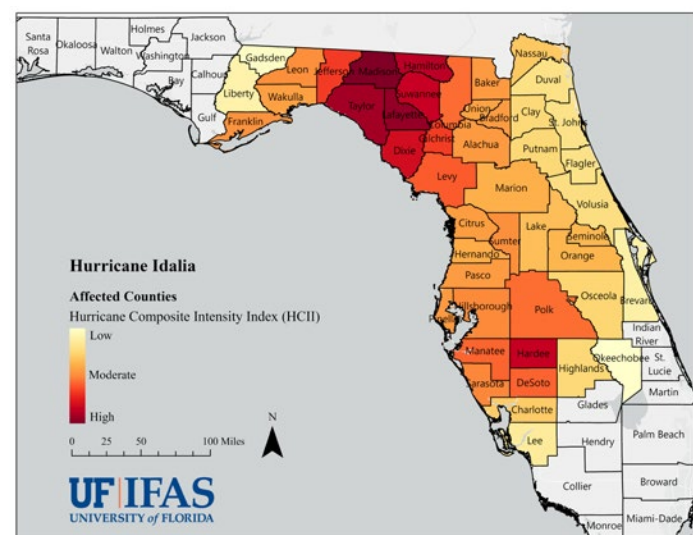 Holmes
Jackson
Santa
Rosa
Okaloosa
Walton
Washington
Bay
Calhoun
Gulf
Gadsden
Liberty
Franklin
Leon
Wakulla
Jefferson
Madison
Taylor
Hamilton
Suwannee
Lafayette
Dixie
Columbia
Gilchrist
Levy
Baker
Union
Bradford
Alachua
Nassau
Duval
Clay
St. Johns
Putnam
Flagler
Marion
Volusia
Citrus
Sumter
Lake
Seminole
Hernando
Orange
Pasco
Pinellas
Hillsborough
Polk
Osceola
Brevard
Indian
River
Manatee
Hardee
Highlands
Okeechobee
St.
Lucie
Sarasota
DeSoto
Martin
Charlotte
Glades
Lee
Hendry
Palm Beach
Collier
Broward
Monroe
Miami-Dade
Hurricane Idalia
Affected Counties
Hurricane Composite Intensity Index (HCII)
Low
Moderate
High
0 25 50 100 Miles
N
UF|IFAS
UNIVERSITY of FLORIDA